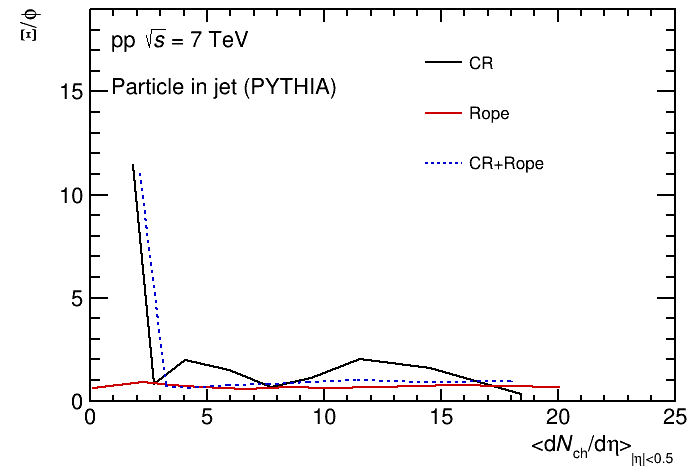 Ξ/ϕ
pp √s = 7 TeV
Particle in jet (PYTHIA)
CR
Rope
CR+Rope
15
10
5
0
0 5 10 15 20 25
<dNch/dη>|η|<0.5